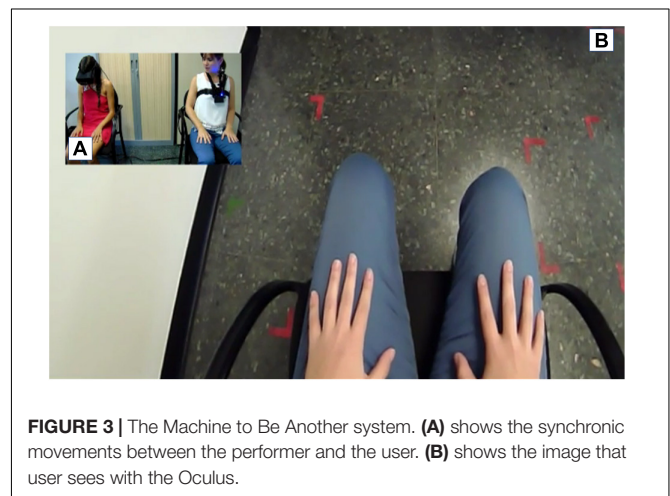 B
A
FIGURE 3 | The Machine to Be Another system. (A) shows the synchronic
movements between the performer and the user. (B) shows the image that
user sees with the Oculus.